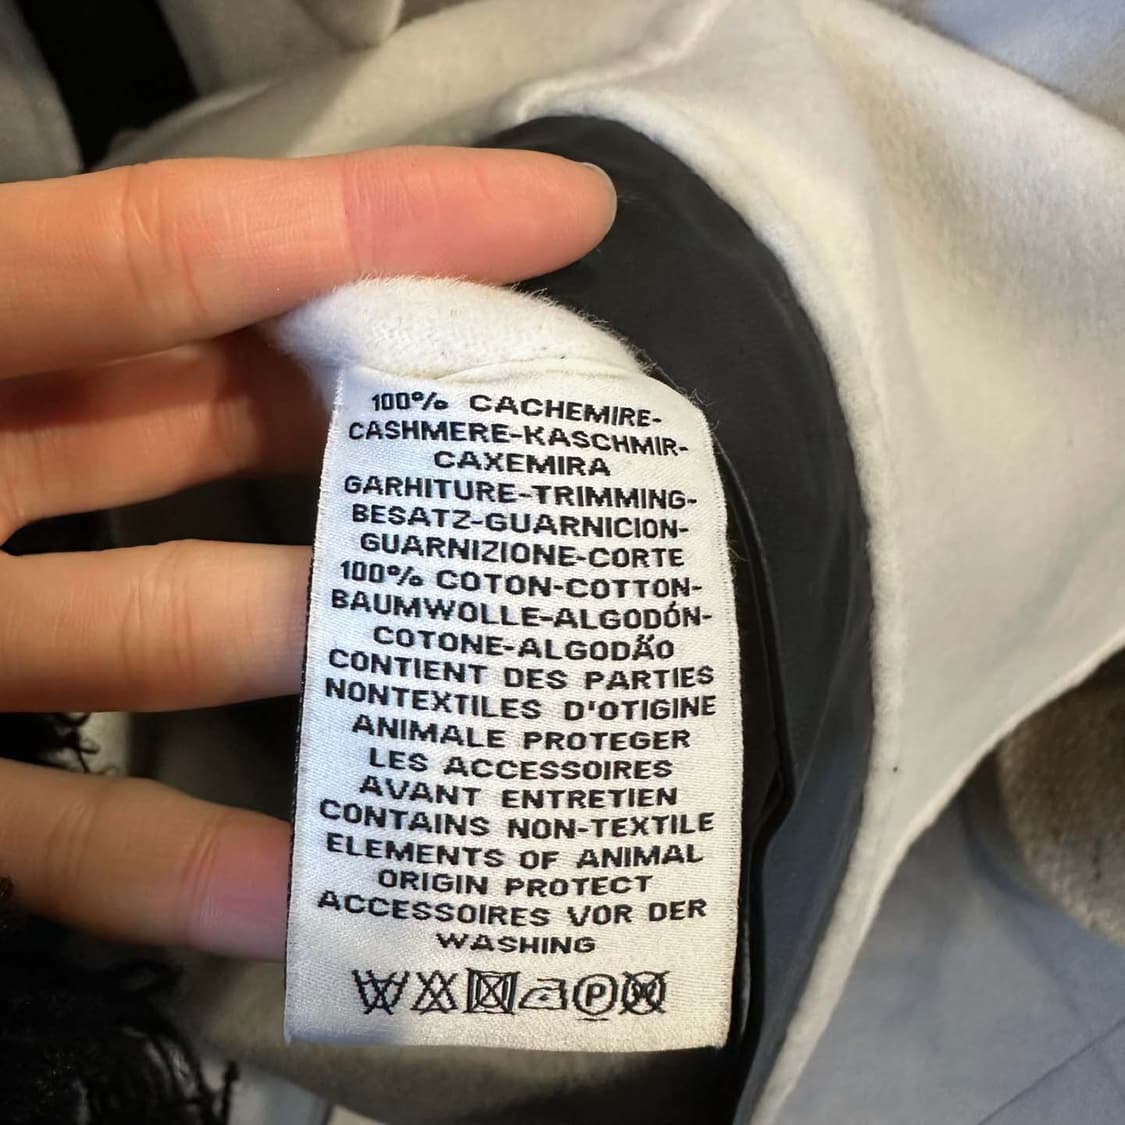 100% CACHEMIRE-
CASHMERE-KASCHMIR-
CAXEMIRA
GARHITURE-TRIMMING-
BESATZ-GUARNICION-
GUARNIZIONE-CORTE
100% COTON-COTTON-
BAUMWOLLE-ALGODÓN-
COTONE-ALGODÃO
CONTIENT DES PARTIES
NONTEXTILES D'OTIGINE
ANIMALE PROTEGER
LES ACCESSOIRES
AVANT ENTRETIEN
CONTAINS NON-TEXTILE
ELEMENTS OF ANIMAL
ORIGIN PROTECT
ACCESSOIRES VOR DER
WASHING
P W